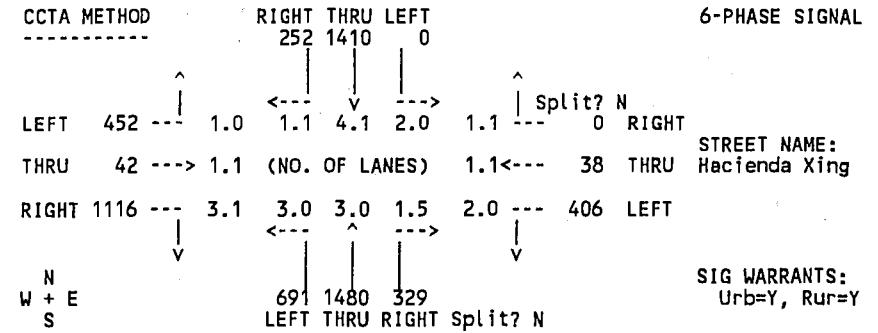 CCTA METHOD RIGHT THRU LEFT 6-PHASE SIGNAL
----------- 252 1410 0
^ ^
<--- v ---> | Split? N
LEFT 452 --- 1.0 1.1 4.1 2.0 1.1 --- 0 RIGHT
STREET NAME:
THRU 42 ---> 1.1 (NO. OF LANES) 1.1<--- 38 THRU Hacienda Xing
RIGHT 1116 --- 3.1 3.0 3.0 1.5 2.0 --- 406 LEFT
<--- ^ --->
v v
N SIG WARRANTS:
W + E 691 1480 329 Urb=Y, Rur=Y
S LEFT THRU RIGHT Split? N